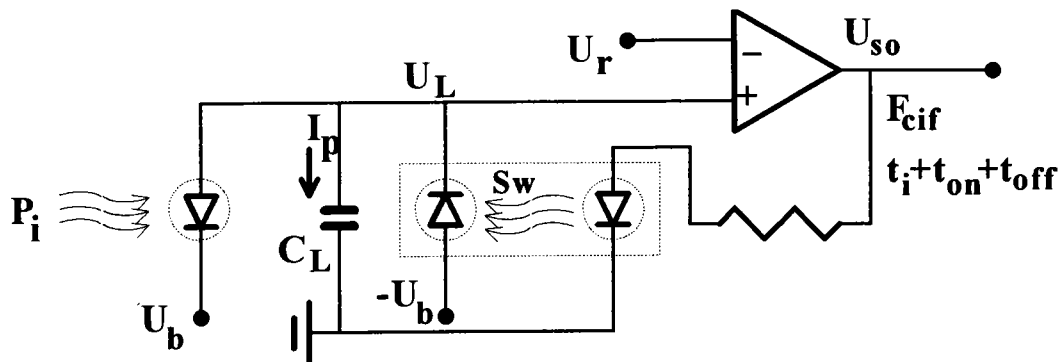 U_r
−
+
U_so
U_L
F_cif
I_p
Sw
t_i+t_on+t_off
P_i
C_L
U_b
-U_b